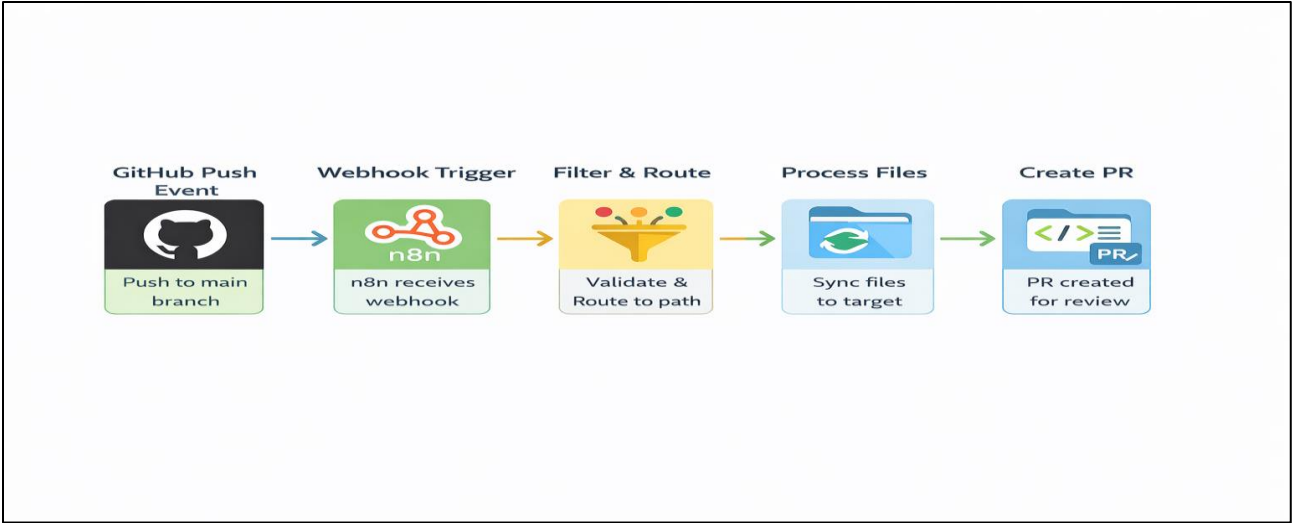 GitHub Push
Event
Push to main
branch
Webhook Trigger
n8n
n8n receives
webhook
Filter & Route
Validate &
Route to path
Process Files
Sync files
to target
Create PR
</>
PR
PR created
for review